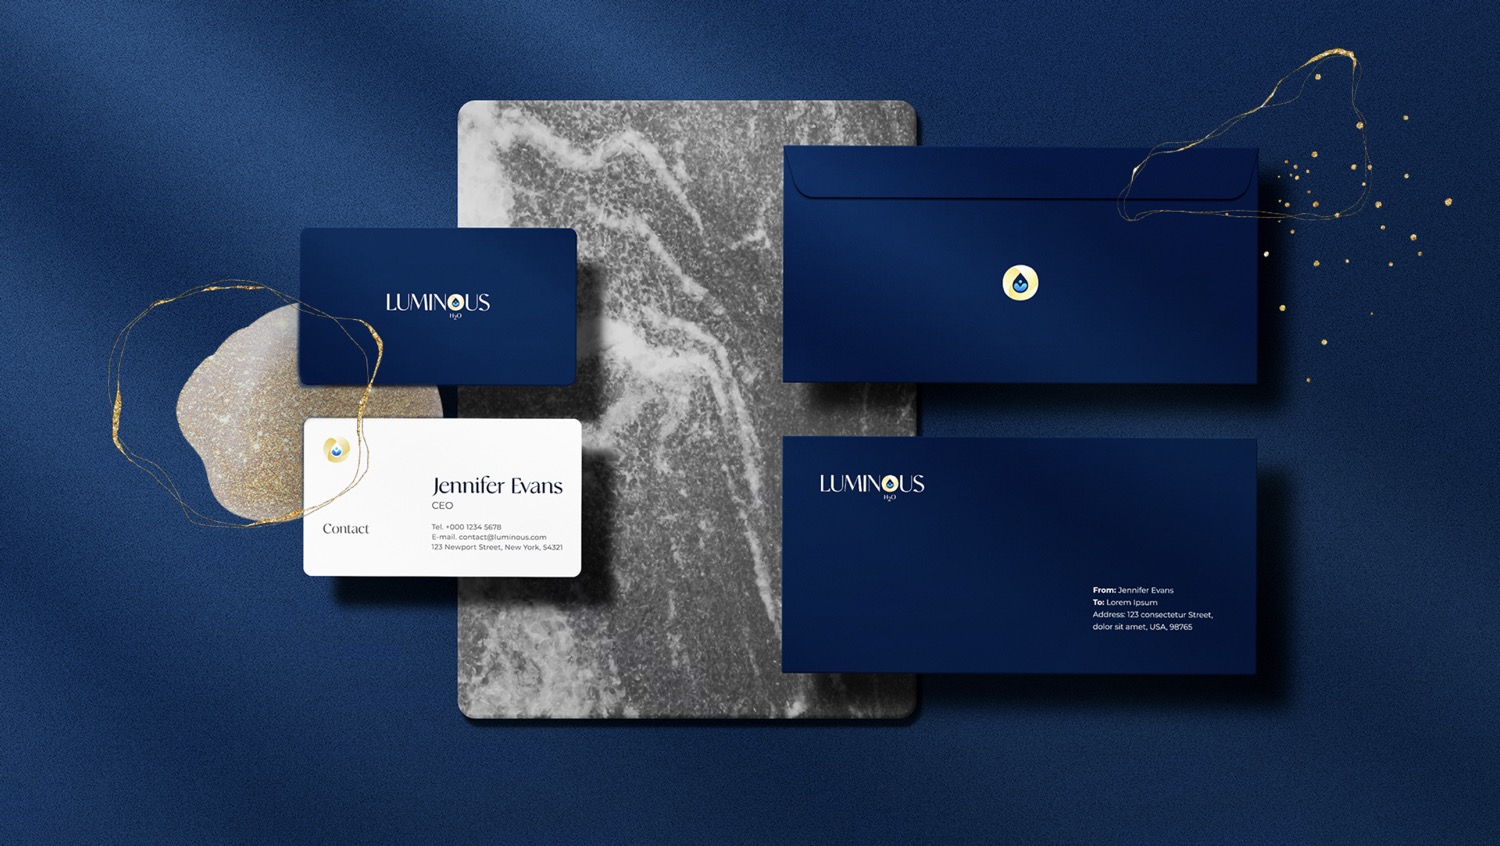 LUMINOUS
H2O
Jennifer Evans
CEO
Contact
Tel. +000 1234 5678
E-mail. contact@luminous.com
123 Newport Street, New York, 54321
LUMINOUS
H2O
From: Jennifer Evans
To: Lorem Ipsum
Address: 123 consectetur Street,
dolor sit amet, USA, 98765